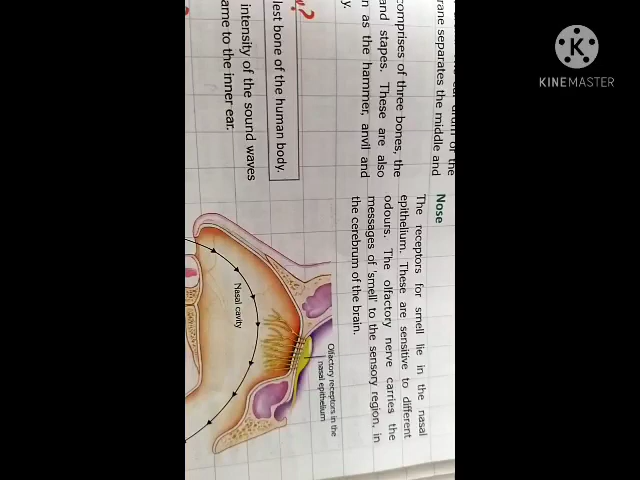 rane separates the middle and
comprises of three bones, the
and stapes. These are also
as the hammer, anvil and
y.
lest bone of the human body.
intensity of the sound waves
ame to the inner ear.
Nose
The receptors for smell lie in the nasal
epithelium. These are sensitive to different
odours. The olfactory nerve carries the
messages of 'smell' to the sensory region, in
the cerebrum of the brain.
Olfactory receptors in the
nasal epithelium
Nasal cavity
K
KINEMASTER